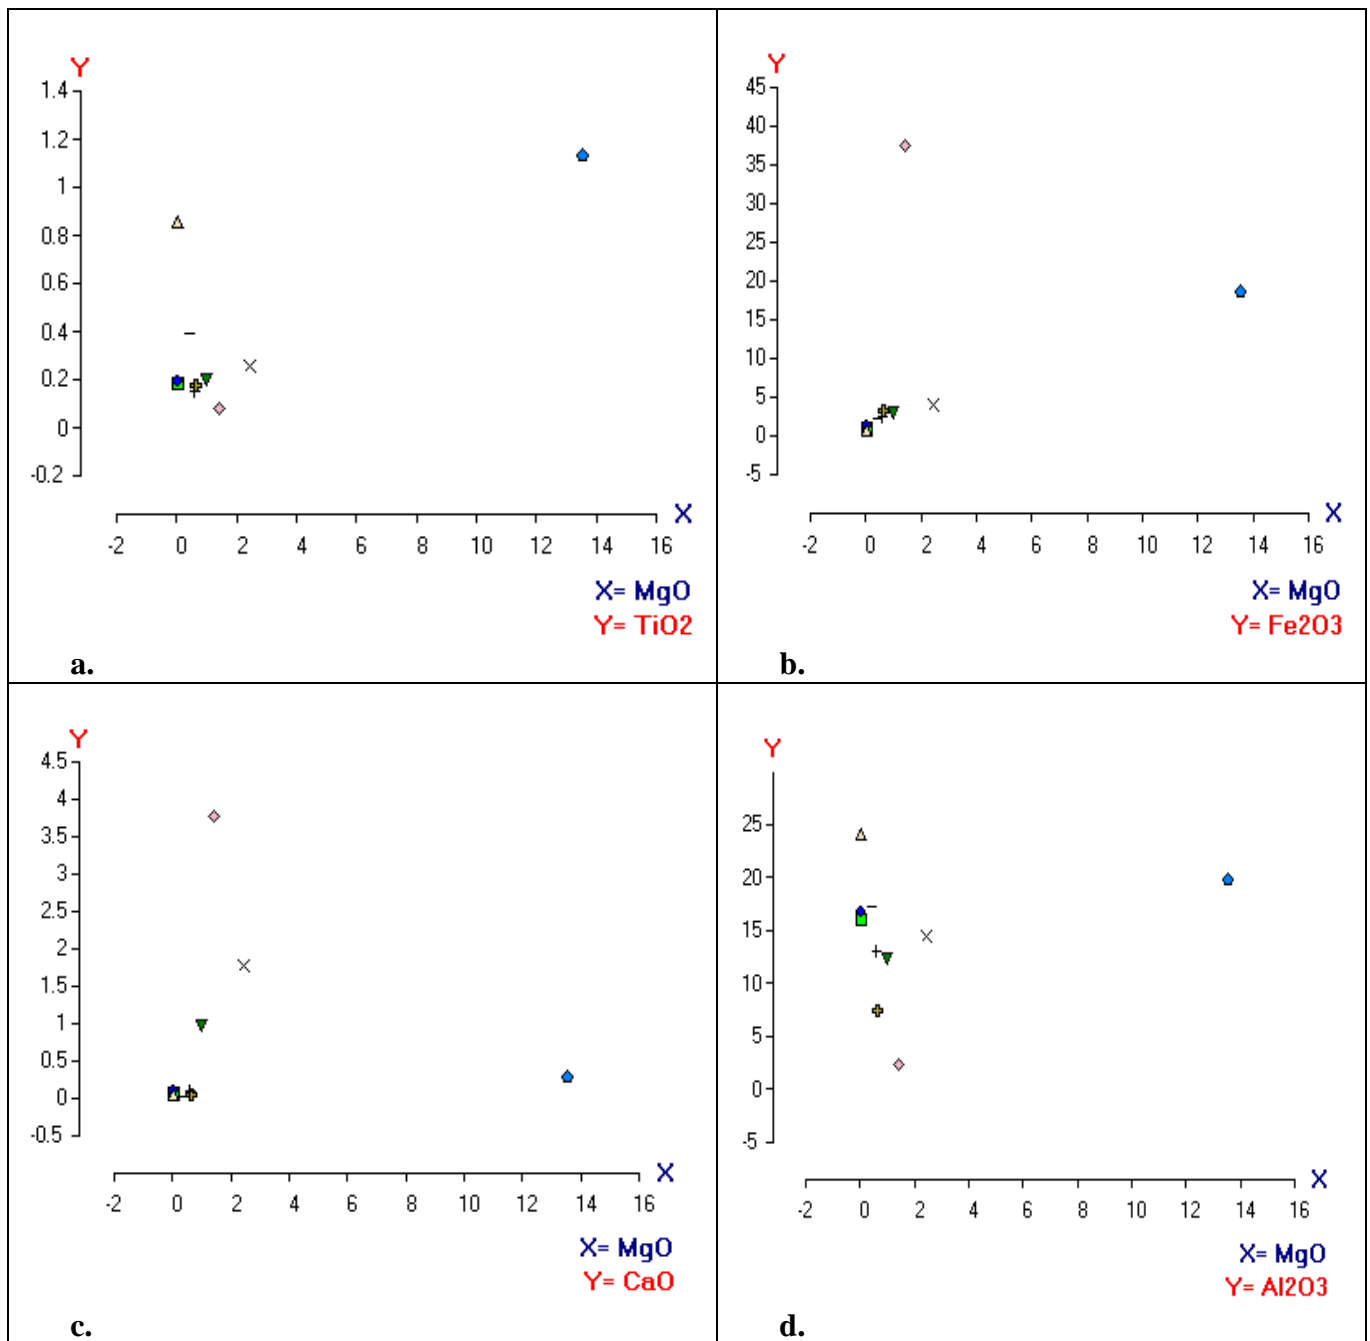 Y
1.4
1.2
1
0.8
0.6
0.4
0.2
0
-0.2
-2 0 2 4 6 8 10 12 14 16 X
X= MgO
Y= TiO2
a.
Y
45
40
35
30
25
20
15
10
5
0
-5
-2 0 2 4 6 8 10 12 14 16 X
X= MgO
Y= Fe2O3
b.
Y
4.5
4
3.5
3
2.5
2
1.5
1
0.5
0
-0.5
-2 0 2 4 6 8 10 12 14 16 X
X= MgO
Y= CaO
c.
Y
25
20
15
10
5
0
-5
-2 0 2 4 6 8 10 12 14 16 X
X= MgO
Y= Al2O3
d.